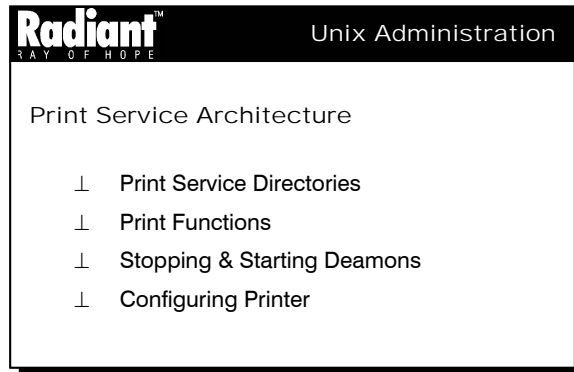 Radiant™
RAY OF HOPE
Unix Administration
Print Service Architecture
⊥ Print Service Directories
⊥ Print Functions
⊥ Stopping & Starting Deamons
⊥ Configuring Printer